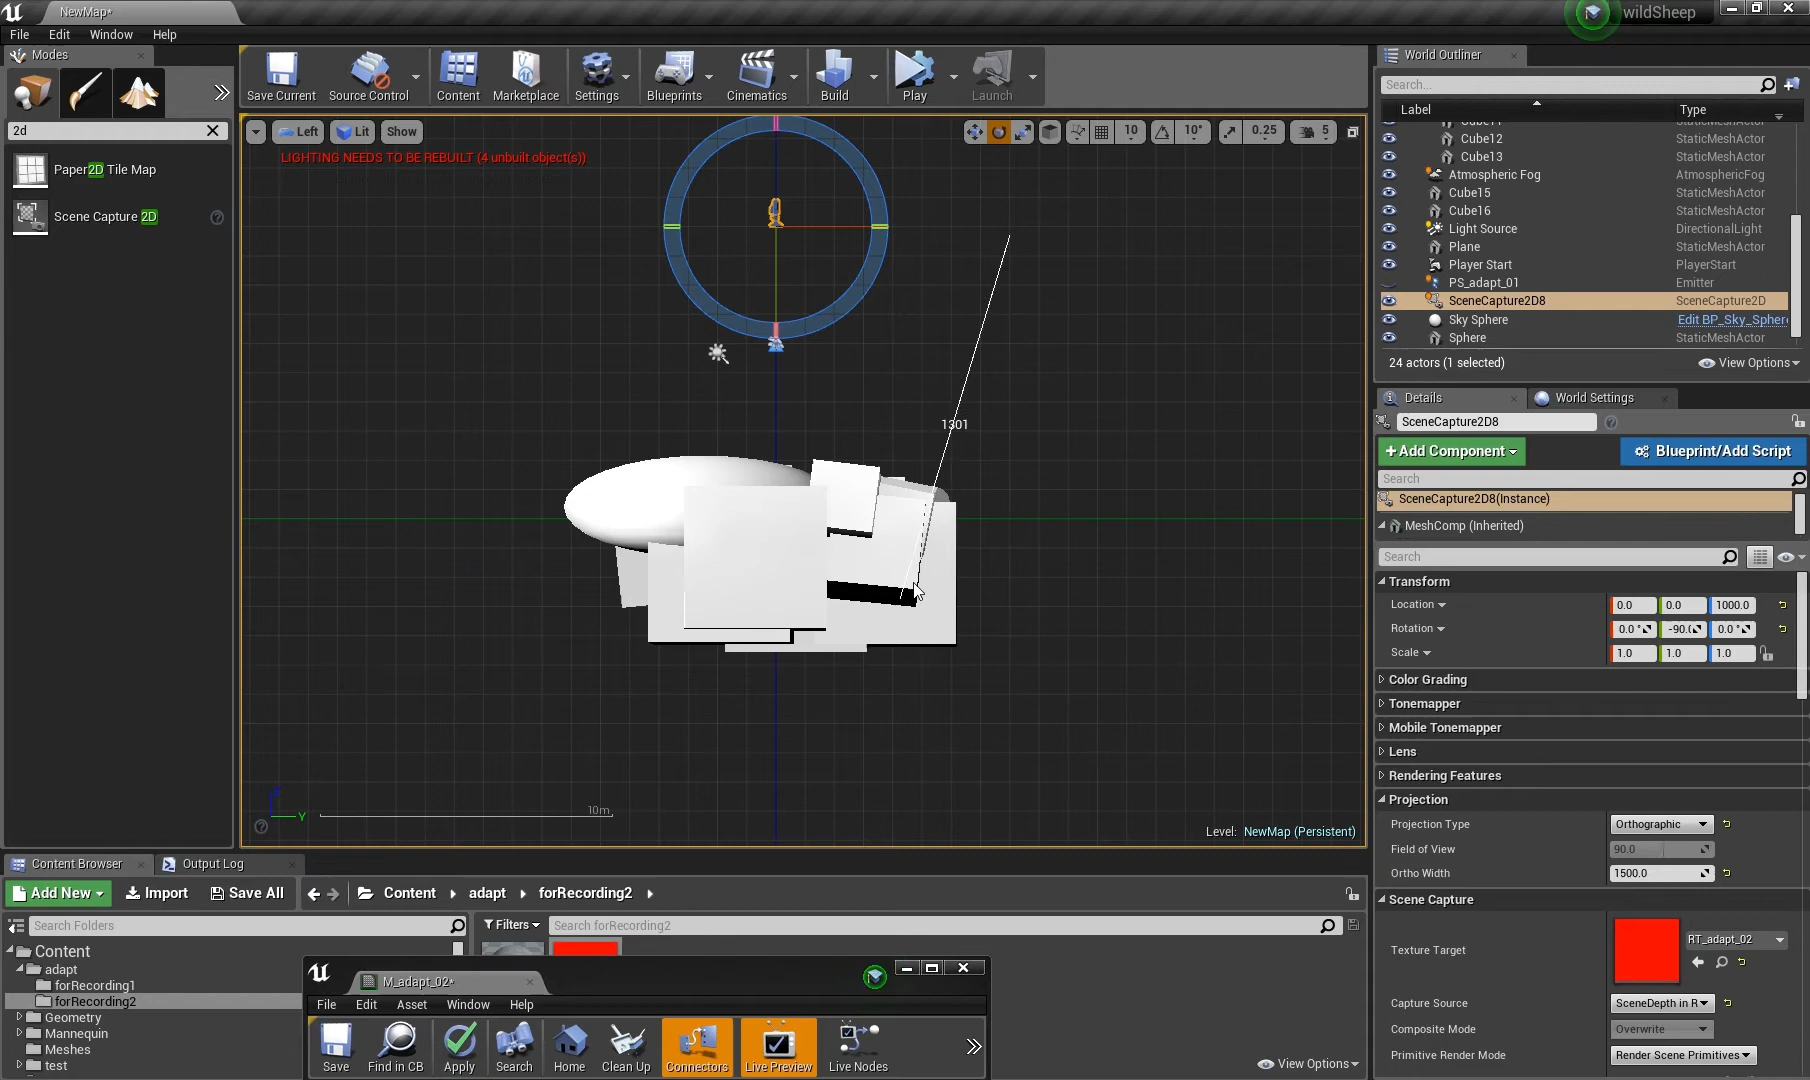 NewMap*
wildSheep
File Edit Window Help
Modes
World Outliner
Save Current Source Control Content Marketplace Settings Blueprints Cinematics Build Play Launch
Search...
Label Type
2d
Paper2D Tile Map
Scene Capture 2D
Left Lit Show 10 10° 0.25 5
LIGHTING NEEDS TO BE REBUILT (4 unbuilt object(s))
Cube11 StaticMeshActor
Cube12 StaticMeshActor
Cube13 StaticMeshActor
Atmospheric Fog AtmosphericFog
Cube15 StaticMeshActor
Cube16 StaticMeshActor
Light Source DirectionalLight
Plane StaticMeshActor
Player Start PlayerStart
PS_adapt_01 Emitter
SceneCapture2D8 SceneCapture2D
Sky Sphere Edit BP_Sky_Sphere
Sphere StaticMeshActor
24 actors (1 selected) View Options
1301
Z
Y
10m
Level: NewMap (Persistent)
Details World Settings
SceneCapture2D8
+Add Component Blueprint/Add Script
Search
SceneCapture2D8(Instance)
MeshComp (Inherited)
Search
Transform
Location 0.0 0.0 1000.0
Rotation 0.0 ° -90.0 0.0 °
Scale 1.0 1.0 1.0
Color Grading
Tonemapper
Mobile Tonemapper
Lens
Rendering Features
Projection
Projection Type Orthographic
Field of View 90.0
Ortho Width 1500.0
Scene Capture
Texture Target RT_adapt_02
Capture Source SceneDepth in R
Composite Mode Overwrite
Primitive Render Mode Render Scene Primitives
Content Browser Output Log
Add New Import Save All Content adapt forRecording2
Search Folders
Filters Search forRecording2
Content
adapt
forRecording1
forRecording2
Geometry
Mannequin
Meshes
test
View Options
M_adapt_02*
File Edit Asset Window Help
Save Find in CB Apply Search Home Clean Up Connectors Live Preview Live Nodes